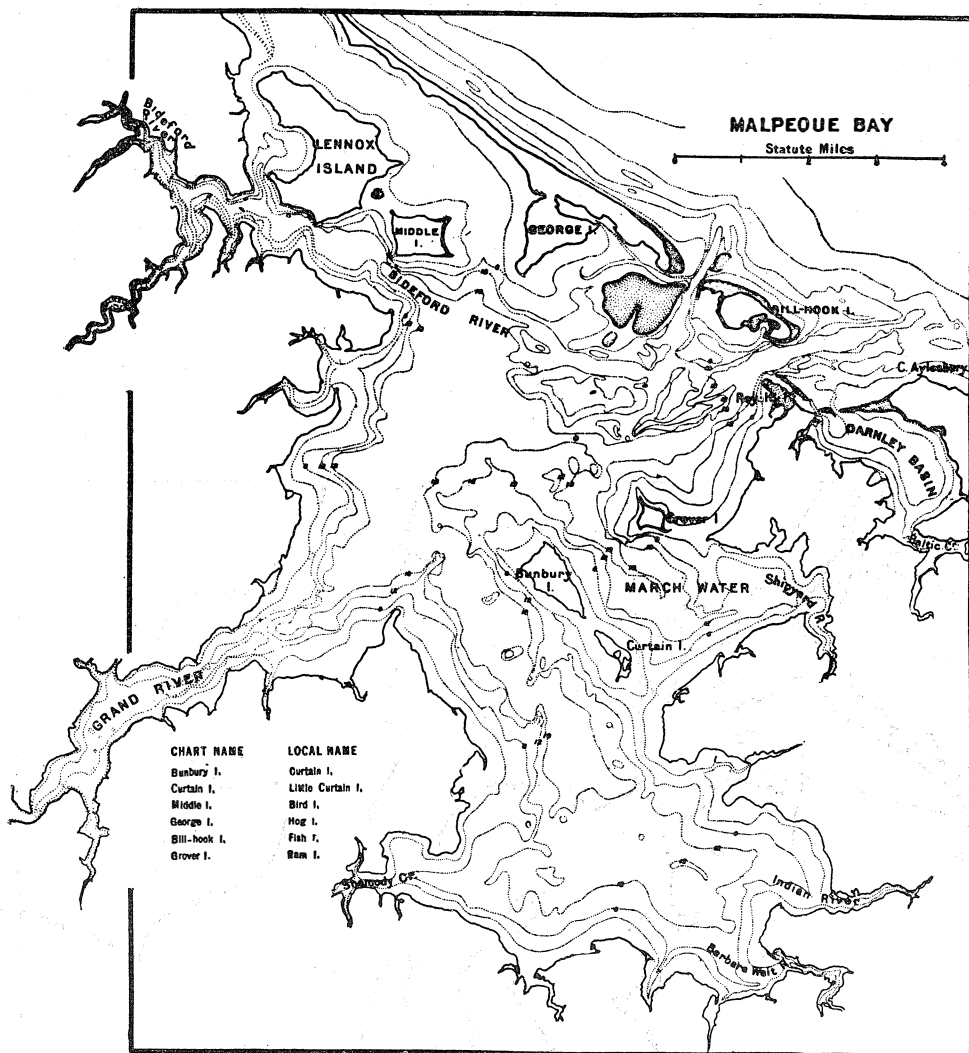 MALPEQUE BAY
Statute Miles
Bideford
River
LENNOX
ISLAND
MIDDLE
I.
GEORGE I.
BIDEFORD RIVER
BILL-HOOK I.
C. Aylesbury
DARNLEY BASIN
Baltic Cr.
Grover I.
Bunbury
I.
MARCH WATER
Shipyard R.
Curtain I.
GRAND RIVER
CHART NAME LOCAL NAME
Bunbury I. Curtain I.
Curtain I. Little Curtain I.
Middle I. Bird I.
George I. Hog I.
Bill-hook I. Fish I.
Grover I. Ram I.
Shemody Cr.
Indian River
Barbara Weit R.